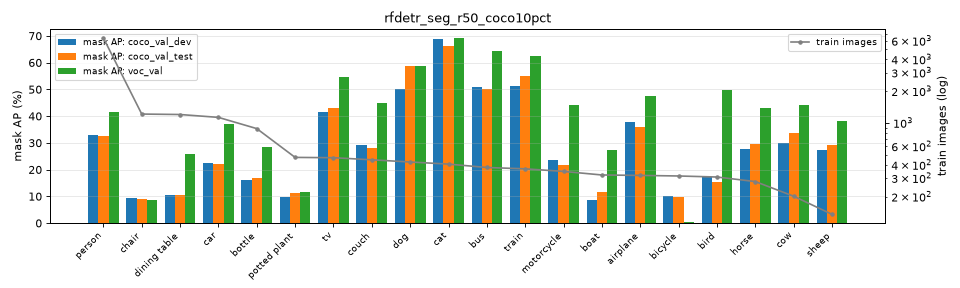 rfdetr_seg_r50_coco10pct
mask AP: coco_val_dev
mask AP: coco_val_test
mask AP: voc_val
train images
mask AP (%)
70
60
50
40
30
20
10
0
train images (log)
6 × 10³
4 × 10³
3 × 10³
2 × 10³
10³
6 × 10²
4 × 10²
3 × 10²
2 × 10²
person
chair
dining table
car
bottle
potted plant
tv
couch
dog
cat
bus
train
motorcycle
boat
airplane
bicycle
bird
horse
cow
sheep